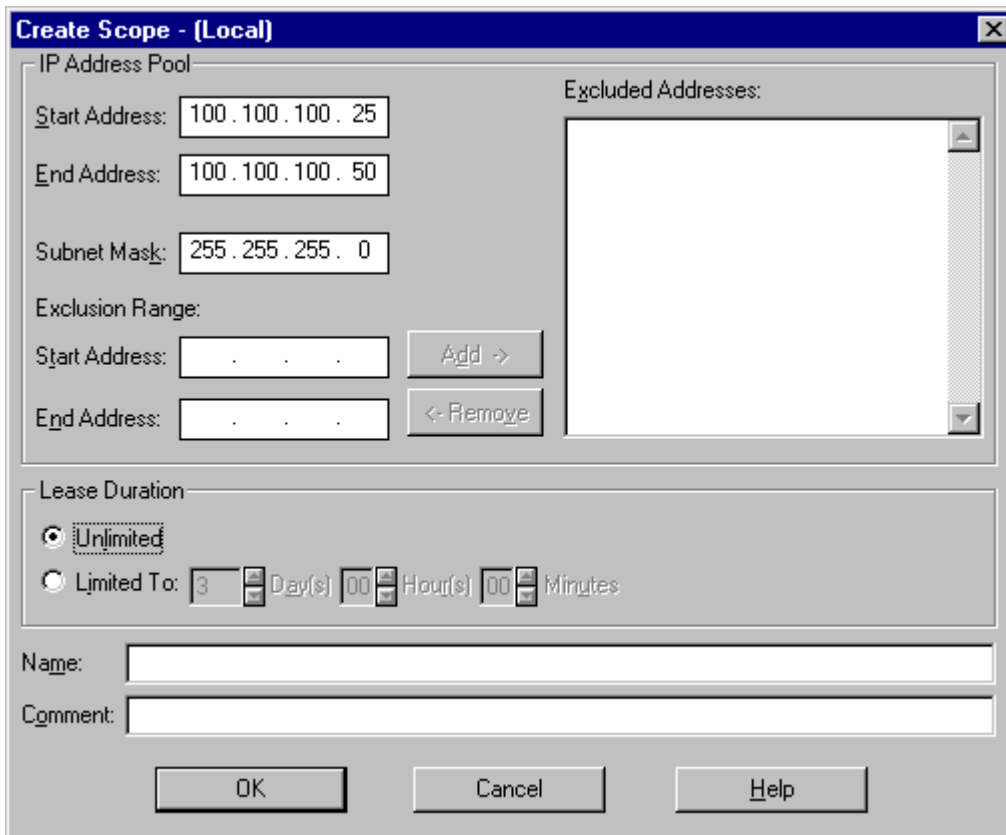 Create Scope - (Local)
IP Address Pool
Start Address: 100 . 100 . 100 . 25
End Address: 100 . 100 . 100 . 50
Subnet Mask: 255 . 255 . 255 . 0
Exclusion Range:
Start Address: . . .
Add ->
End Address: . . .
<- Remove
Excluded Addresses:
Lease Duration
Unlimited
Limited To: 3 Day(s) 00 Hour(s) 00 Minutes
Name:
Comment:
OK Cancel Help